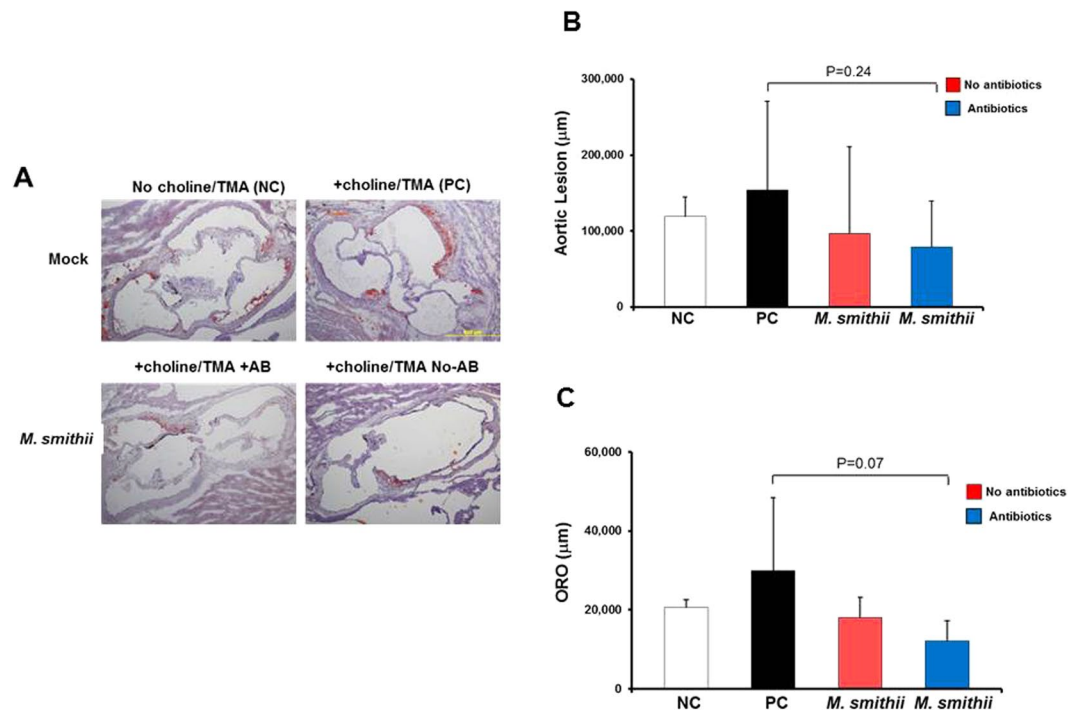 A
No choline/TMA (NC)
+choline/TMA (PC)
Mock
+choline/TMA +AB
+choline/TMA No-AB
M. smithii
B
P=0.24
No antibiotics
Antibiotics
Aortic Lesion (μm)
300,000
200,000
100,000
0
NC
PC
M. smithii
M. smithii
C
P=0.07
No antibiotics
Antibiotics
ORO (μm)
60,000
40,000
20,000
0
NC
PC
M. smithii
M. smithii